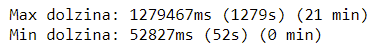 Max dolzina: 1279467ms (1279s) (21 min)
Min dolzina: 52827ms (52s) (0 min)